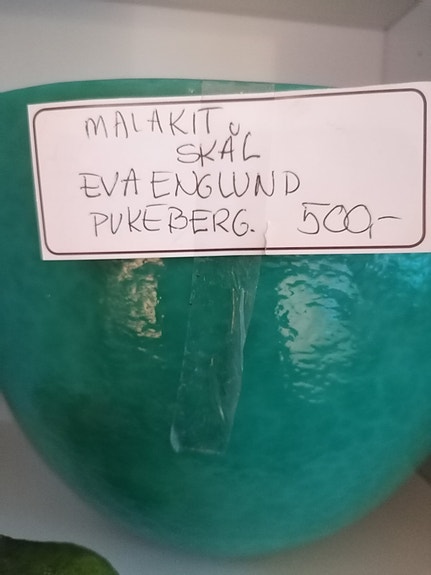 MALAKIT
SKÅL
EVA ENGLUND
PUKEBERG. 500,-